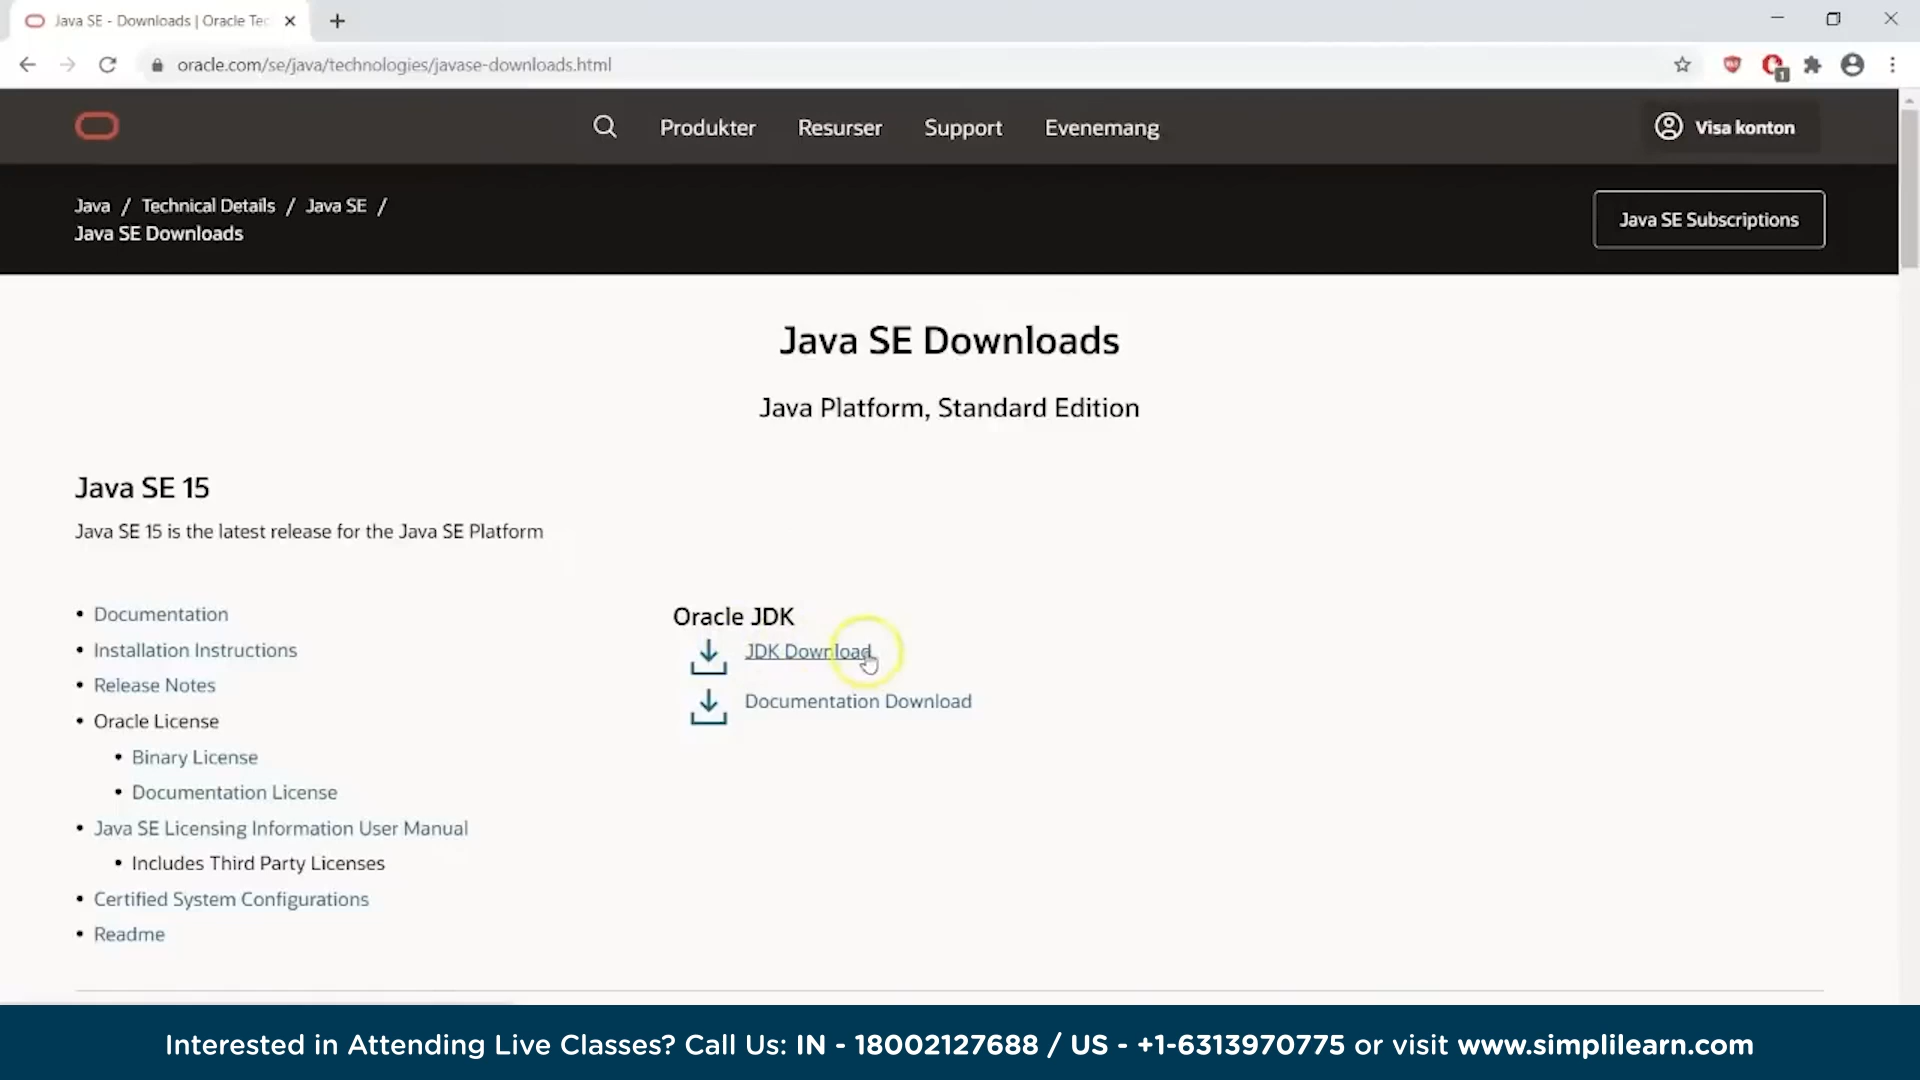 Java SE - Downloads | Oracle Tec
oracle.com/se/java/technologies/javase-downloads.html
1
Produkter
Resurser
Support
Evenemang
Visa konton
Java / Technical Details / Java SE /
Java SE Downloads
Java SE Subscriptions
Java SE Downloads
Java Platform, Standard Edition
Java SE 15
Java SE 15 is the latest release for the Java SE Platform
• Documentation
• Installation Instructions
• Release Notes
• Oracle License
• Binary License
• Documentation License
• Java SE Licensing Information User Manual
• Includes Third Party Licenses
• Certified System Configurations
• Readme
Oracle JDK
JDK Download
Documentation Download
Interested in Attending Live Classes? Call Us: IN - 18002127688 / US - +1-6313970775 or visit www.simplilearn.com